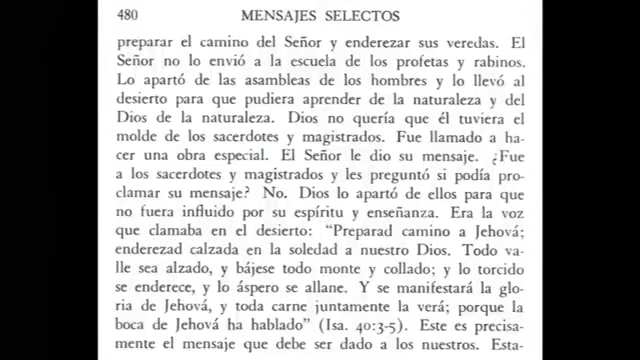 480 MENSAJES SELECTOS
preparar el camino del Señor y enderezar sus veredas. El
Señor no lo envió a la escuela de los profetas y rabinos.
Lo apartó de las asambleas de los hombres y lo llevó al
desierto para que pudiera aprender de la naturaleza y del
Dios de la naturaleza. Dios no quería que él tuviera el
molde de los sacerdotes y magistrados. Fue llamado a ha-
cer una obra especial. El Señor le dio su mensaje. ¿Fue
a los sacerdotes y magistrados y les preguntó si podía pro-
clamar su mensaje? No. Dios lo apartó de ellos para que
no fuera influido por su espíritu y enseñanza. Era la voz
que clamaba en el desierto: “Preparad camino a Jehová;
enderezad calzada en la soledad a nuestro Dios. Todo va-
lle sea alzado, y bájese todo monte y collado; y lo torcido
se enderece, y lo áspero se allane. Y se manifestará la glo-
ria de Jehová, y toda carne juntamente la verá; porque la
boca de Jehová ha hablado” (Isa. 40:3-5). Este es precisa-
mente el mensaje que debe ser dado a los nuestros. Esta-